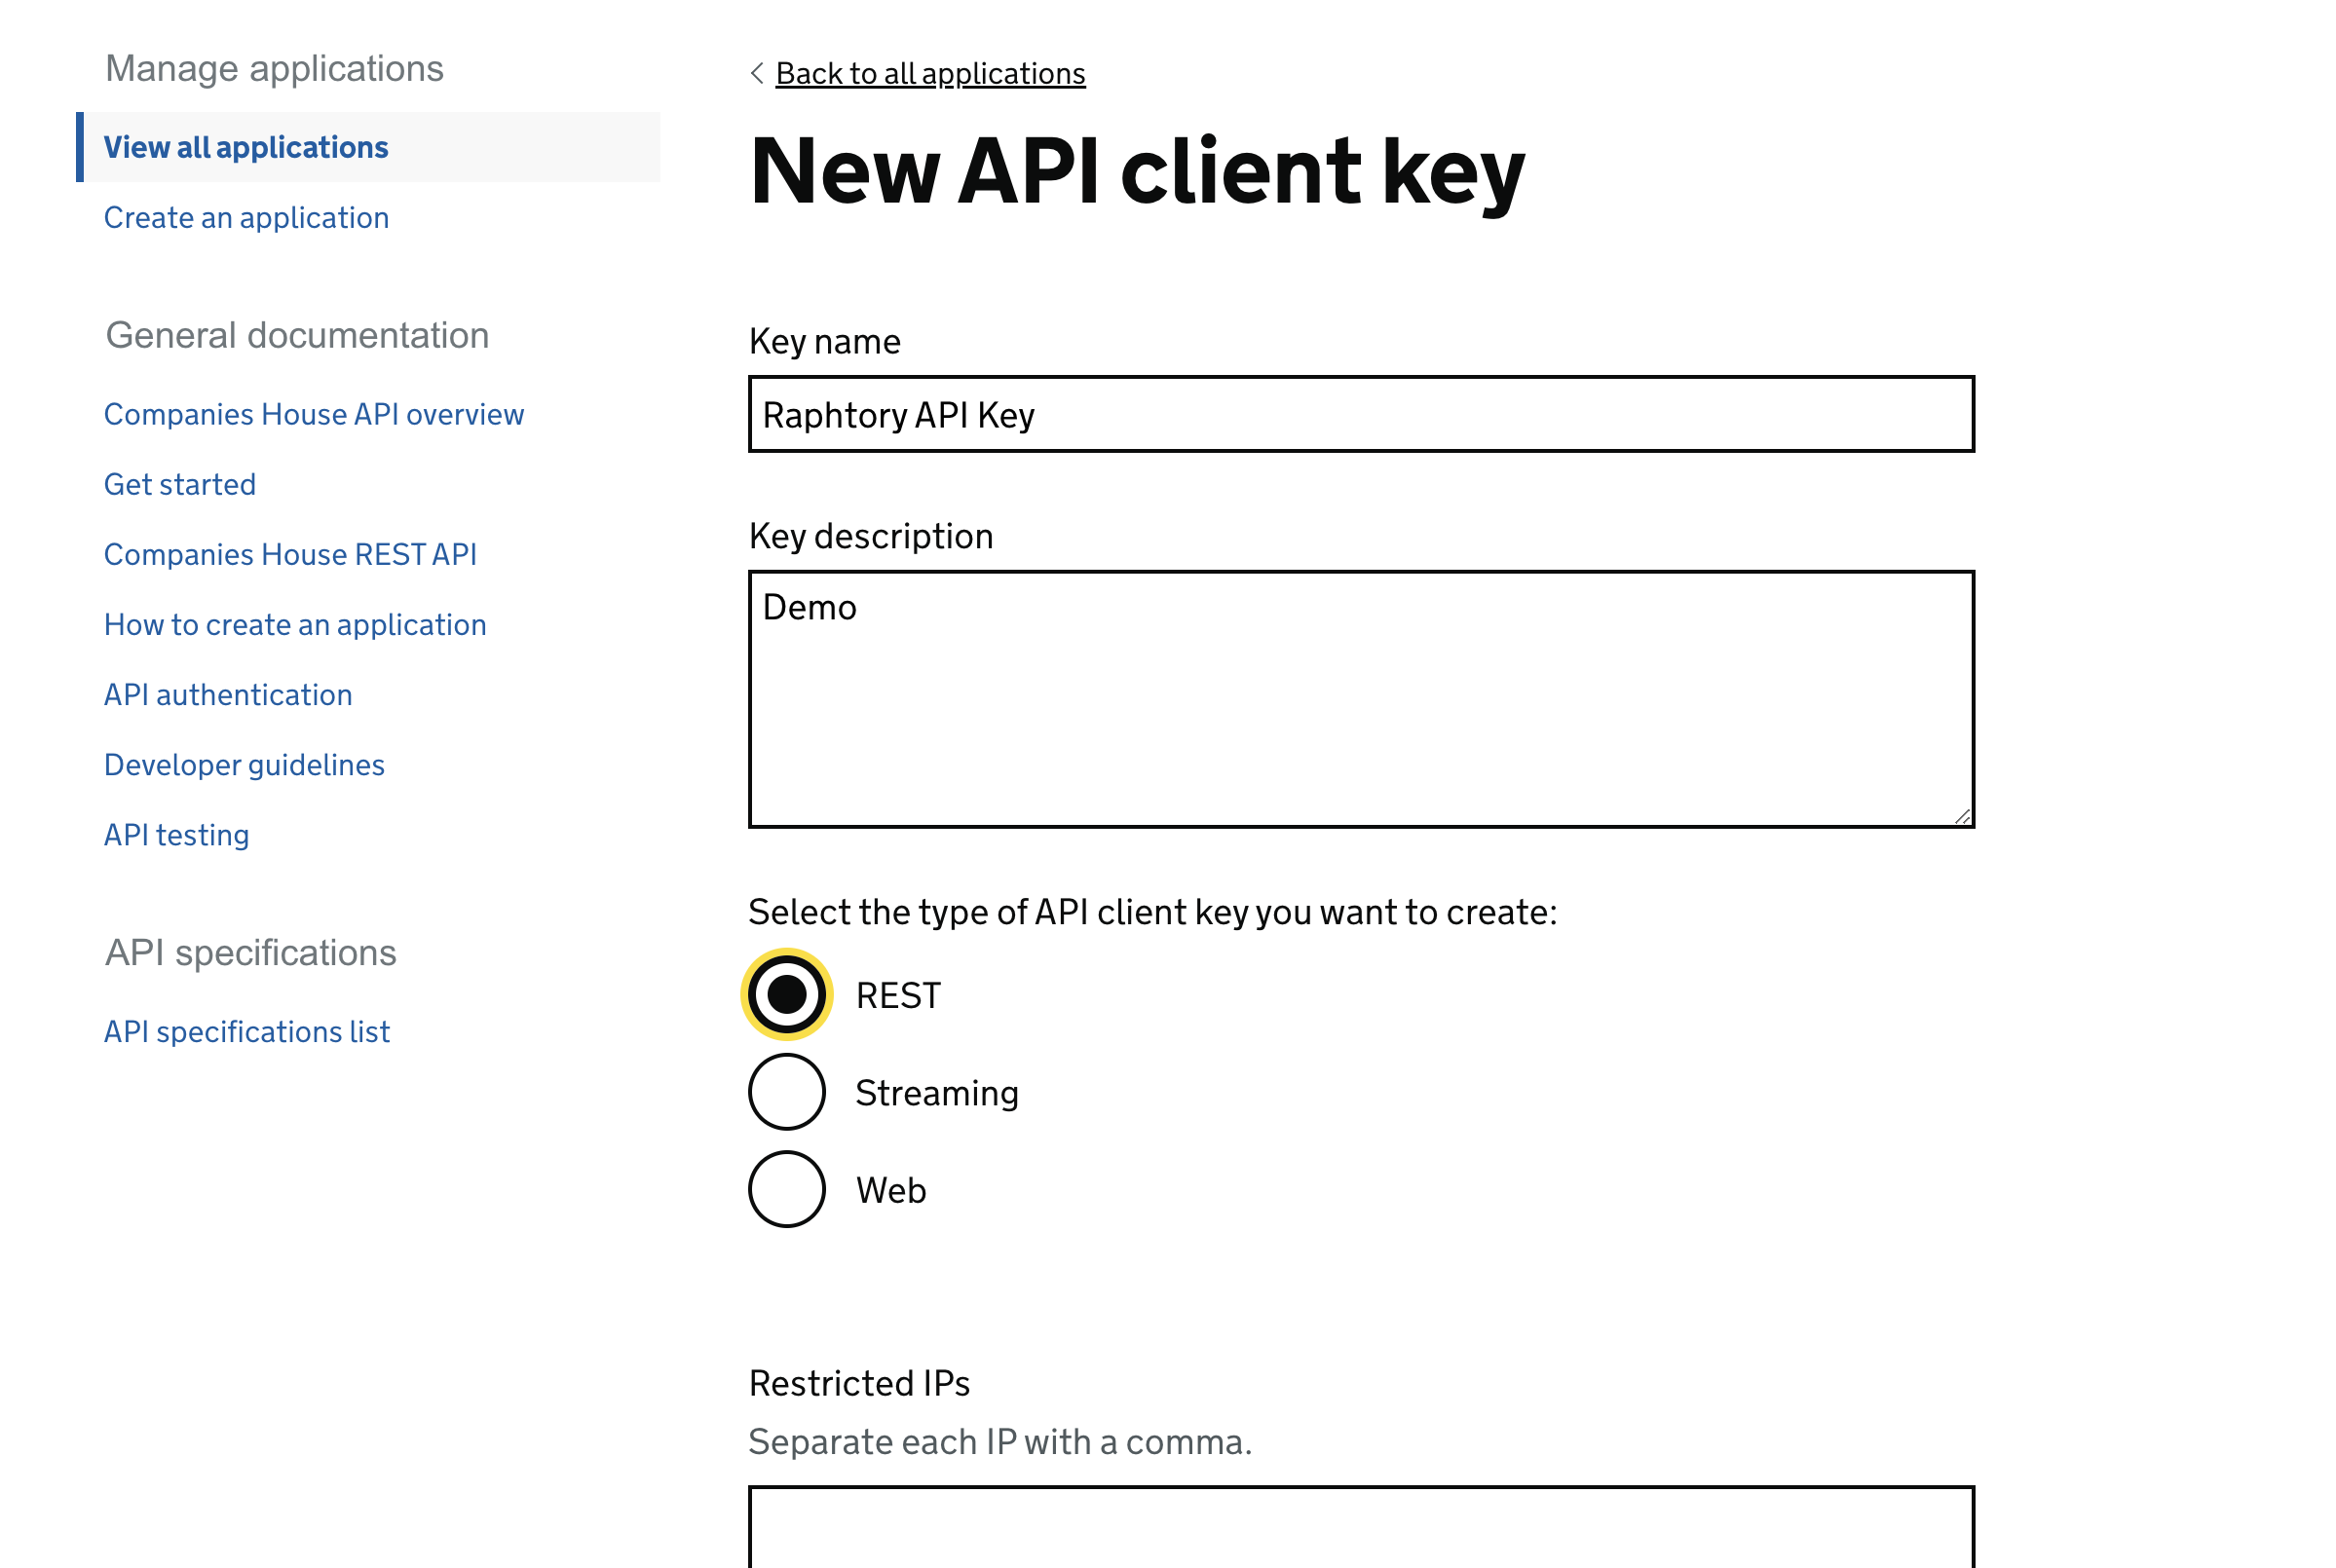 Manage applications
View all applications
Create an application
General documentation
Companies House API overview
Get started
Companies House REST API
How to create an application
API authentication
Developer guidelines
API testing
API specifications
API specifications list
Back to all applications
New API client key
Key name
Raphtory API Key
Key description
Demo
Select the type of API client key you want to create:
REST
Streaming
Web
Restricted IPs
Separate each IP with a comma.